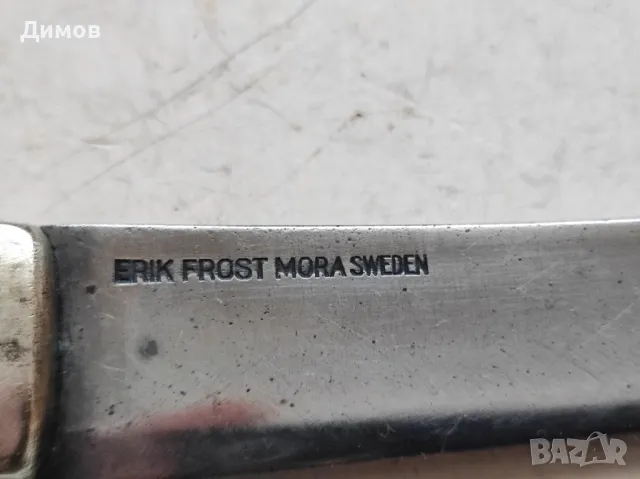 Димов
ERIK FROST MORA SWEDEN
BAZAR